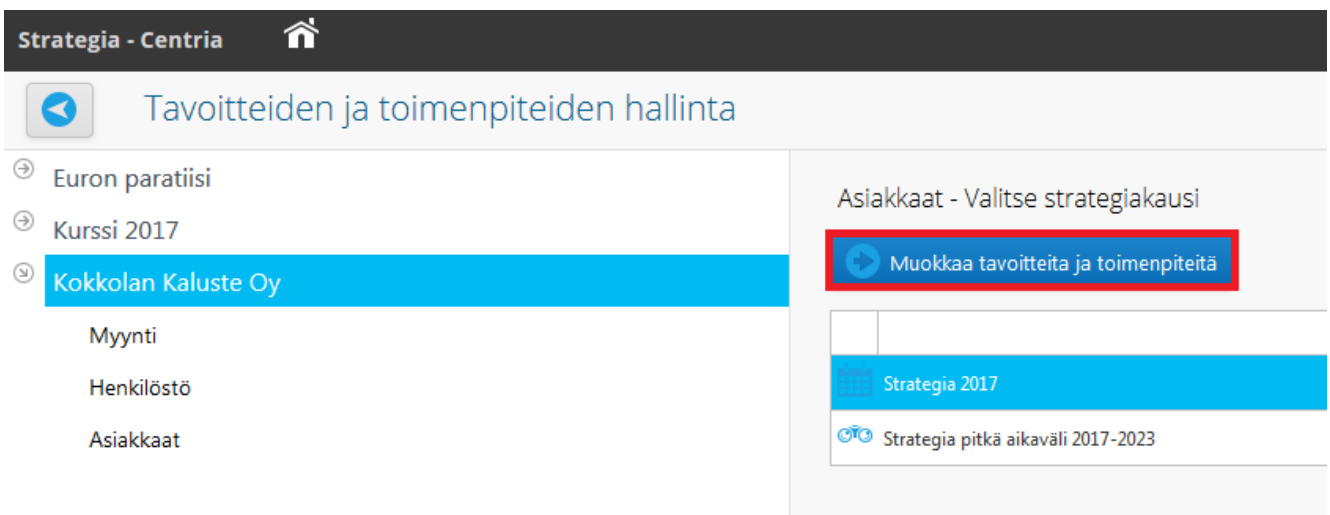 Strategia - Centria
Tavoitteiden ja toimenpiteiden hallinta
Euron paratiisi
Kurssi 2017
Kokkolan Kaluste Oy
Myynti
Henkilöstö
Asiakkaat
Asiakkaat - Valitse strategiakausi
Muokkaa tavoitteita ja toimenpiteitä
Strategia 2017
Strategia pitkä aikaväli 2017-2023